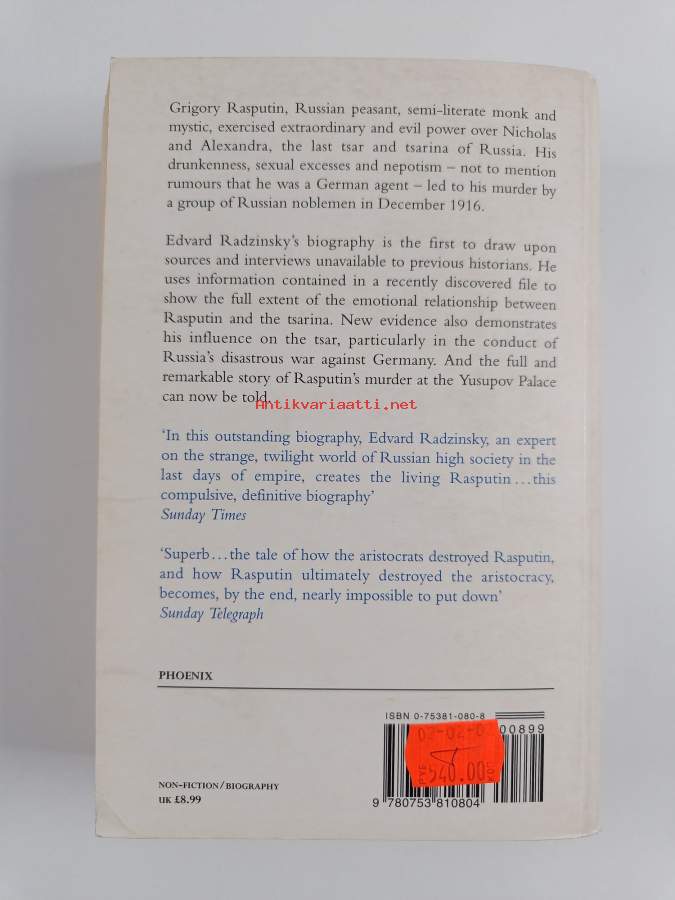 Grigory Rasputin, Russian peasant, semi-literate monk and
mystic, exercised extraordinary and evil power over Nicholas
and Alexandra, the last tsar and tsarina of Russia. His
drunkenness, sexual excesses and nepotism – not to mention
rumours that he was a German agent – led to his murder by
a group of Russian noblemen in December 1916.
Edvard Radzinsky's biography is the first to draw upon
sources and interviews unavailable to previous historians. He
uses information contained in a recently discovered file to
show the full extent of the emotional relationship between
Rasputin and the tsarina. New evidence also demonstrates
his influence on the tsar, particularly in the conduct of
Russia's disastrous war against Germany. And the full and
remarkable story of Rasputin's murder at the Yusupov Palace
can now be told.
Antikvariaatti.net
'In this outstanding biography, Edvard Radzinsky, an expert
on the strange, twilight world of Russian high society in the
last days of empire, creates the living Rasputin…this
compulsive, definitive biography'
Sunday Times
'Superb…the tale of how the aristocrats destroyed Rasputin,
and how Rasputin ultimately destroyed the aristocracy,
becomes, by the end, nearly impossible to put down'
Sunday Telegraph
PHOENIX
ISBN 0-75381-080-8
00899
540.00
9 780753 810804
NON-FICTION/BIOGRAPHY
UK £8.99